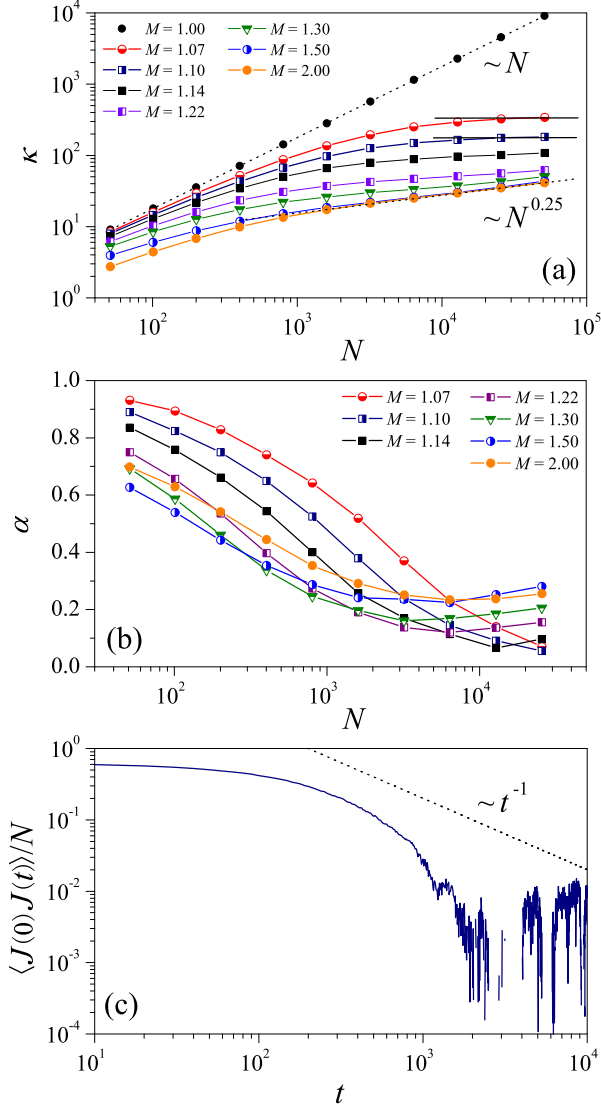 10^4
M = 1.00
M = 1.07
M = 1.10
M = 1.14
M = 1.22
M = 1.30
M = 1.50
M = 2.00
~N
10^3
κ
10^2
10^1
~N^0.25
(a)
10^0
10^2 10^3 10^4 10^5
N
1.0
M = 1.07
M = 1.10
M = 1.14
M = 1.22
M = 1.30
M = 1.50
M = 2.00
0.8
0.6
α
0.4
0.2
(b)
0.0
10^2 10^3 10^4
N
10^0
~t^-1
10^-1
⟨J(0) J(t)⟩/N
10^-2
10^-3
(c)
10^-4
10^1 10^2 10^3 10^4
t